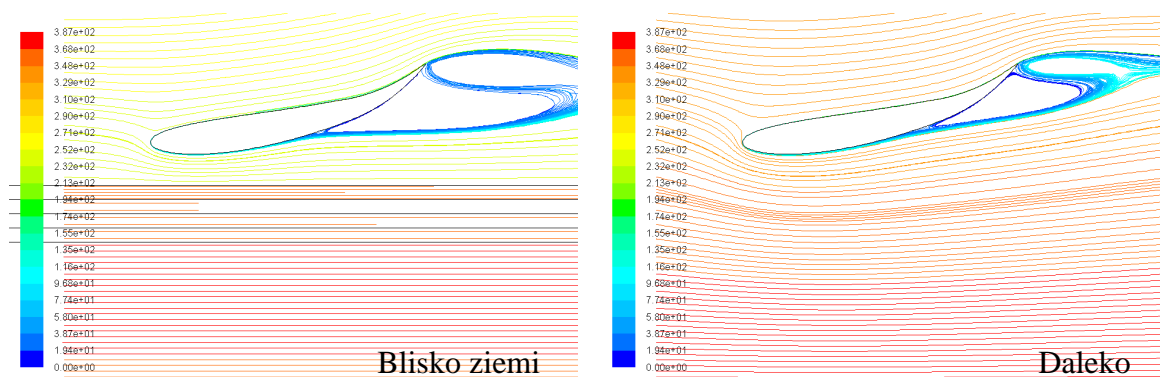 3.87e+02
3.68e+02
3.48e+02
3.29e+02
3.10e+02
2.90e+02
2.71e+02
2.52e+02
2.32e+02
2.13e+02
1.94e+02
1.74e+02
1.55e+02
1.35e+02
1.16e+02
9.68e+01
7.74e+01
5.80e+01
3.87e+01
1.94e+01
0.00e+00
Blisko ziemi
3.87e+02
3.68e+02
3.48e+02
3.29e+02
3.10e+02
2.90e+02
2.71e+02
2.52e+02
2.32e+02
2.13e+02
1.94e+02
1.74e+02
1.55e+02
1.35e+02
1.16e+02
9.68e+01
7.74e+01
5.80e+01
3.87e+01
1.94e+01
0.00e+00
Daleko